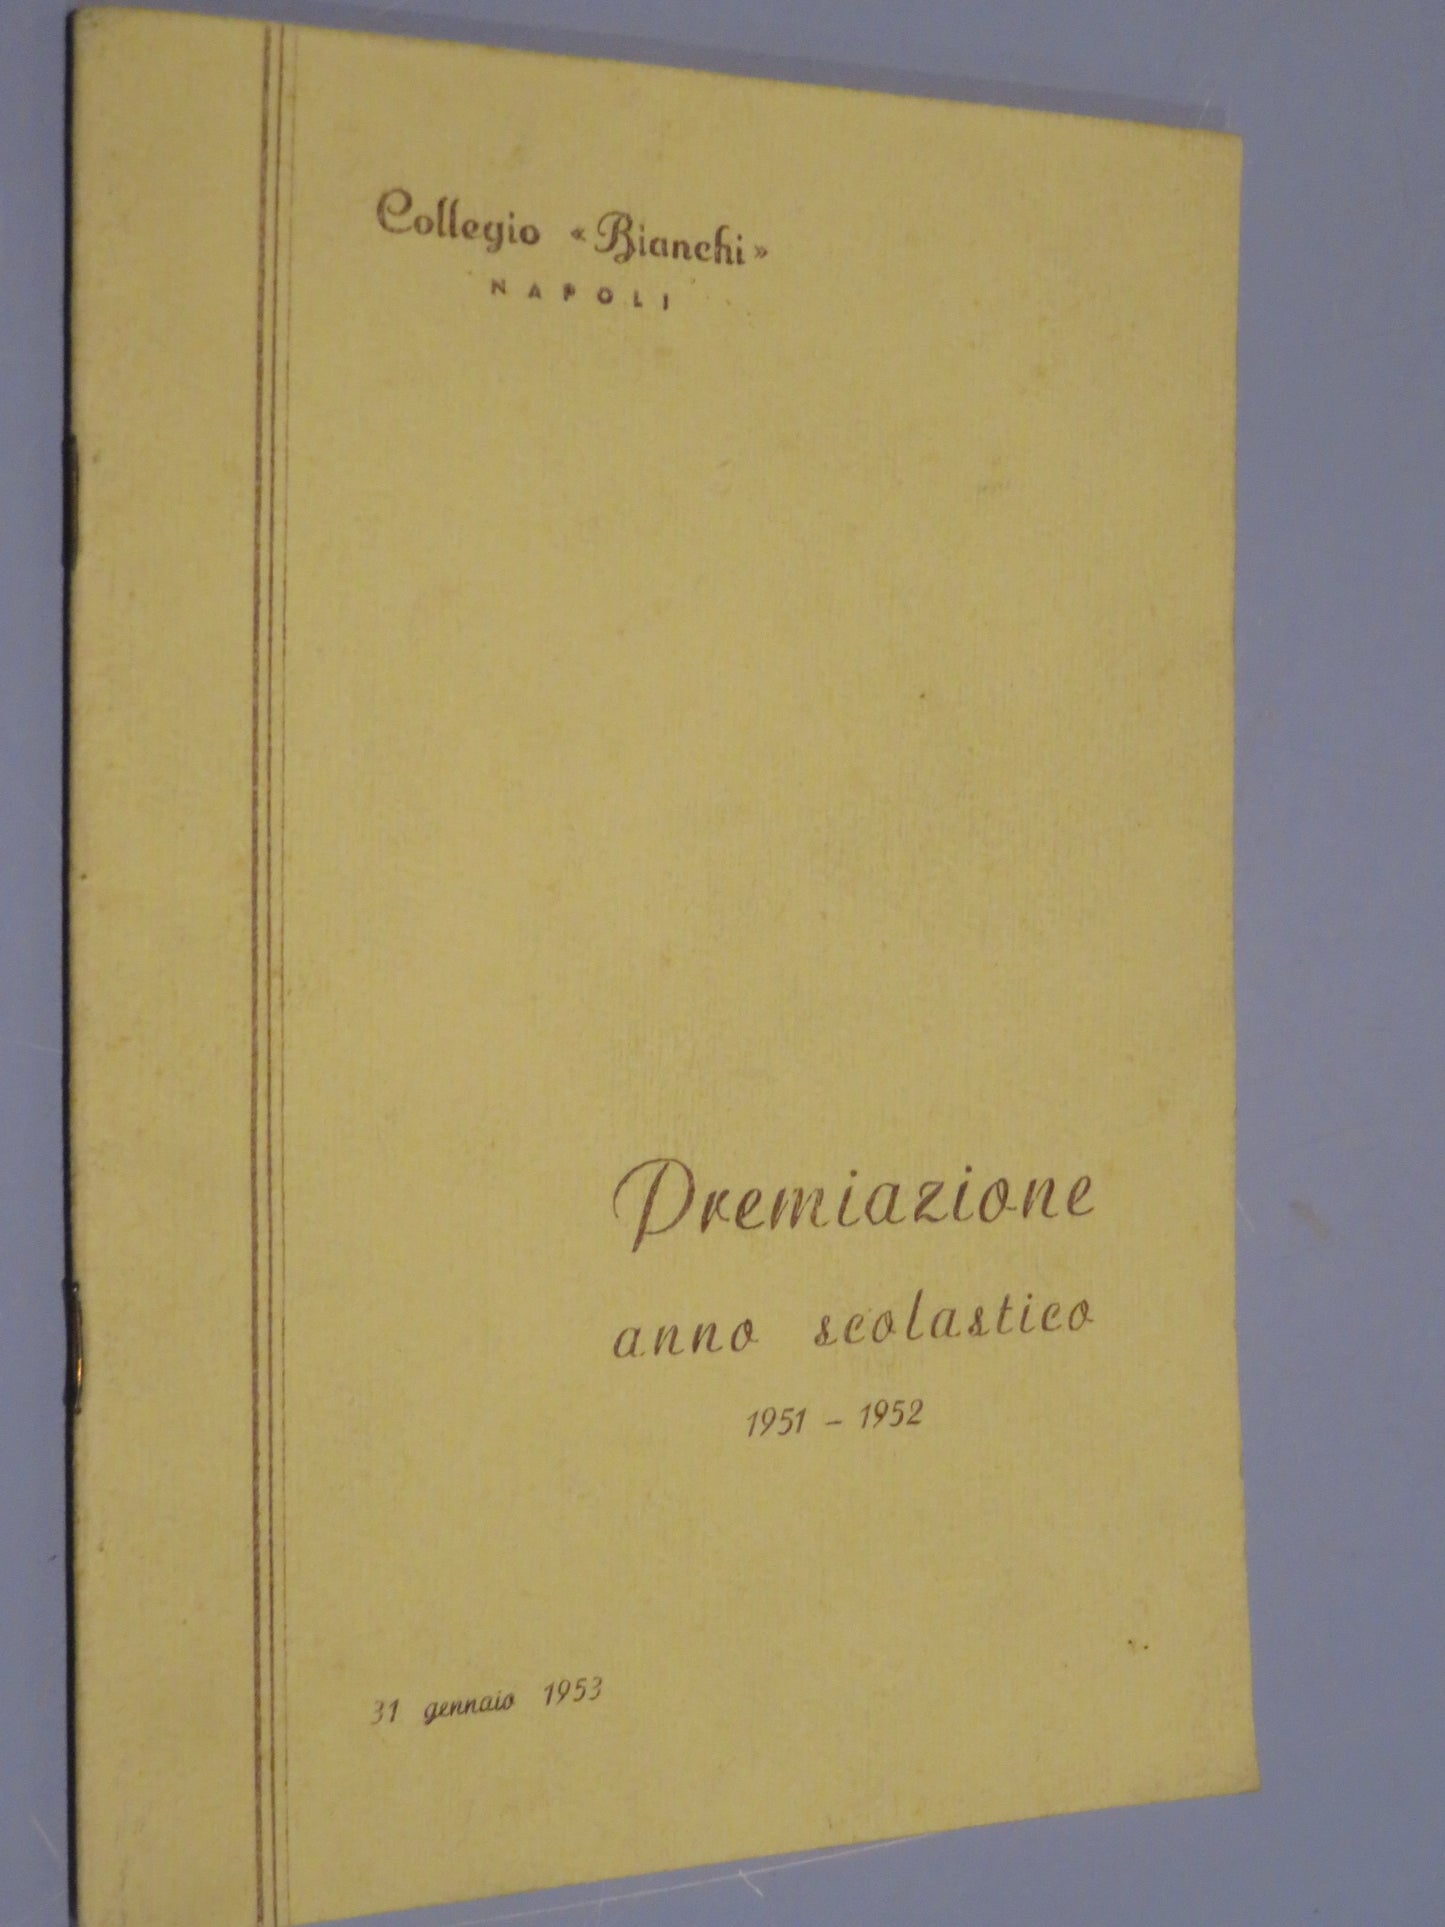 Collegio «Bianchi»
NAPOLI
Premiazione
anno scolastico
1951 - 1952
31 gennaio 1953